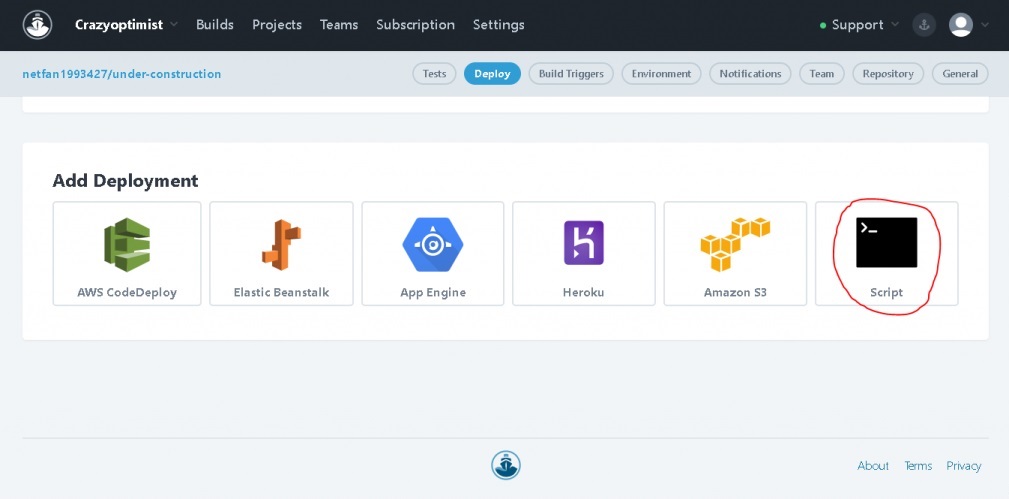 Crazyoptimist Builds Projects Teams Subscription Settings Support
netfan1993427/under-construction Tests Deploy Build Triggers Environment Notifications Team Repository General
Add Deployment
>_
AWS CodeDeploy Elastic Beanstalk App Engine Heroku Amazon S3 Script
About Terms Privacy